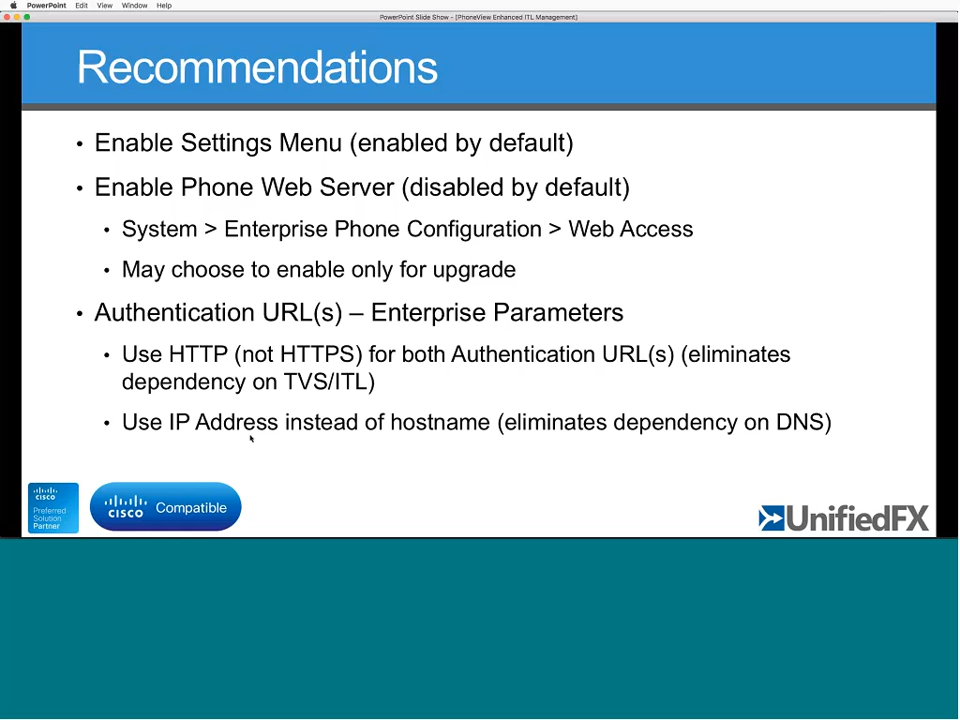 PowerPoint Edit View Window Help
PowerPoint Slide Show - [PhoneView Enhanced ITL Management]
Recommendations
• Enable Settings Menu (enabled by default)
• Enable Phone Web Server (disabled by default)
• System > Enterprise Phone Configuration > Web Access
• May choose to enable only for upgrade
• Authentication URL(s) – Enterprise Parameters
• Use HTTP (not HTTPS) for both Authentication URL(s) (eliminates
dependency on TVS/ITL)
• Use IP Address instead of hostname (eliminates dependency on DNS)
CISCO
Preferred
Solution
Partner
CISCO Compatible
UnifiedFX